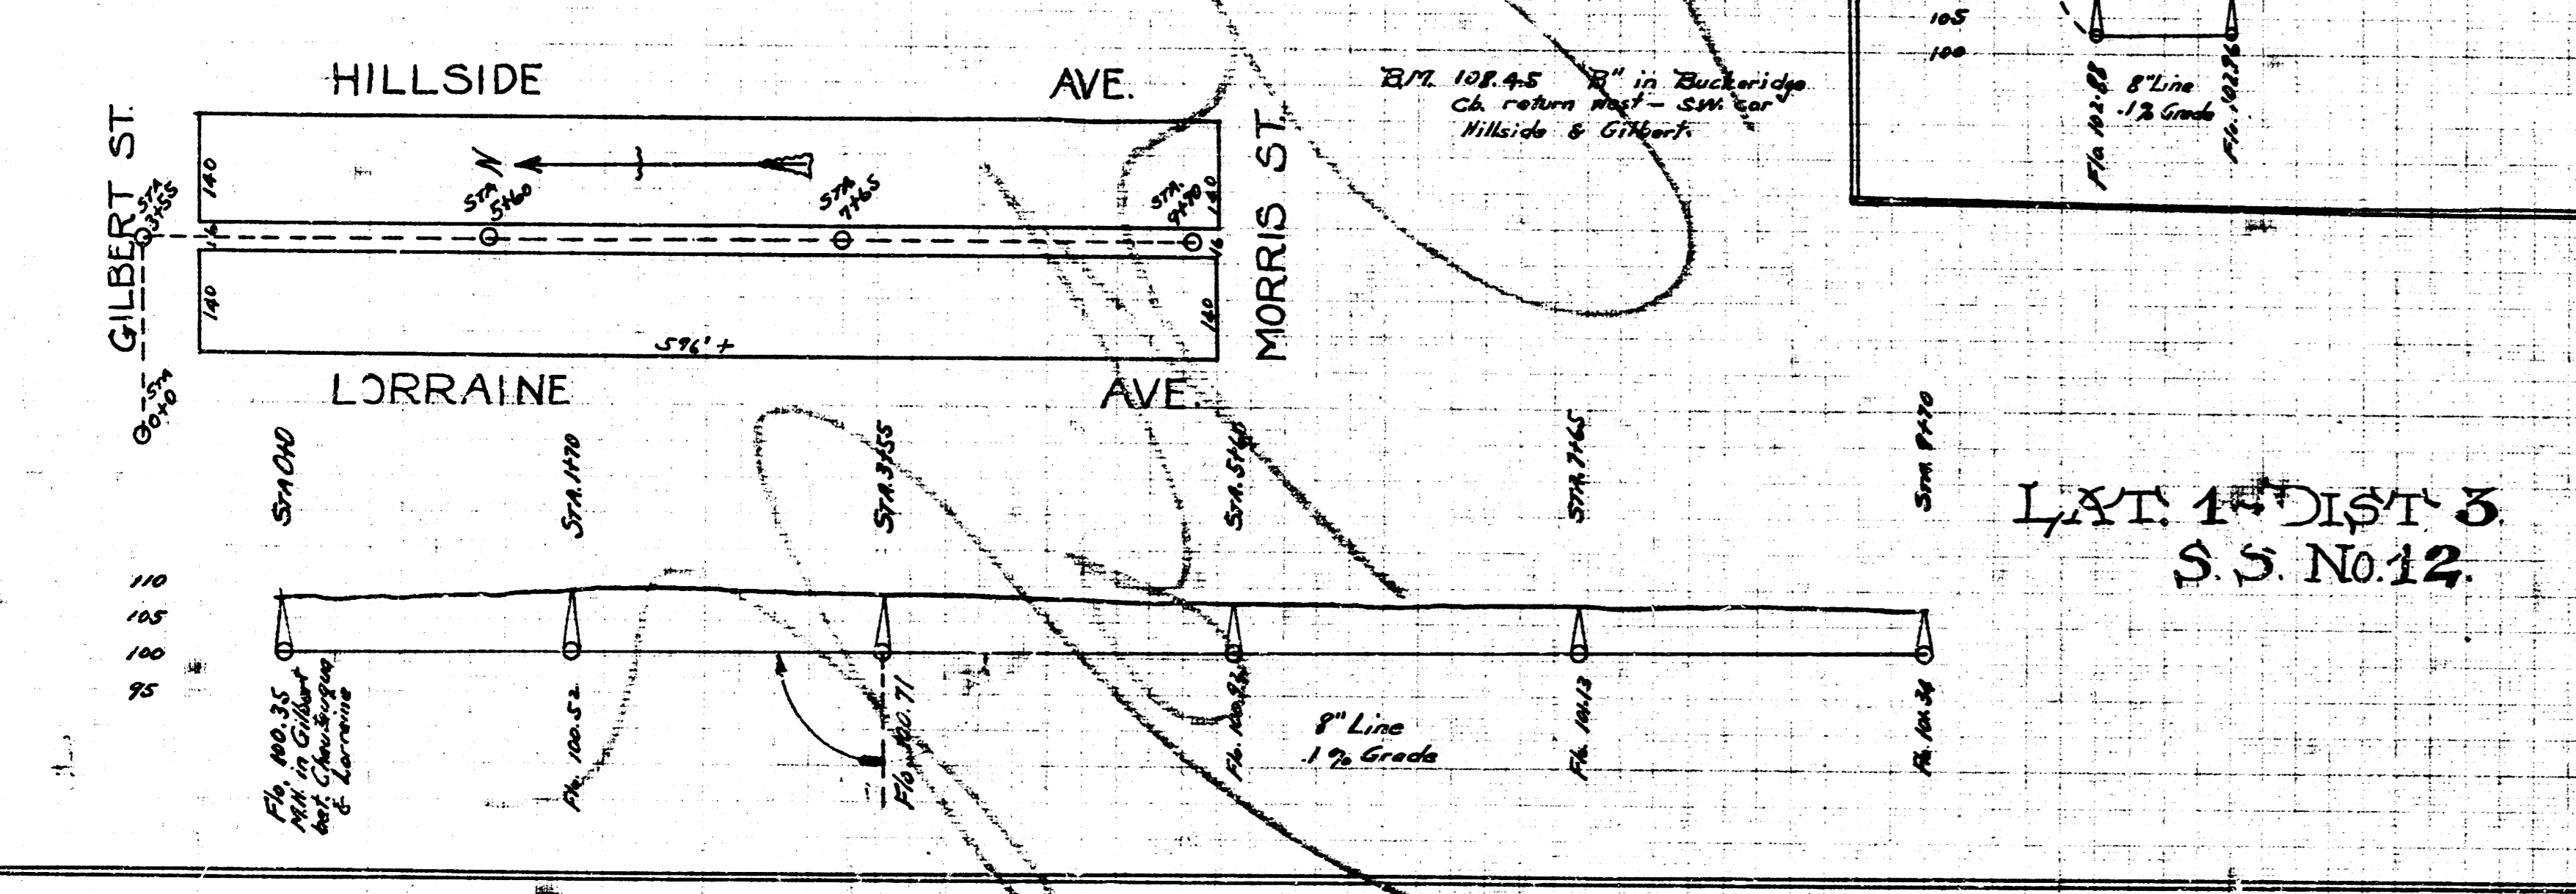 HILLSIDE AVE.
GILBERT ST.
MORRIS ST.
LORRAINE AVE.
N
STA 3+55
STA 5+60
STA 7+65
STA. 9+70
140
16
140
140
16
140
596' +
STA 0+0
B.M. 108.45 B" in Buckeridge
Cb. return West - S.W. cor
Hillside & Gilbert.
105
100
Flo 102.88
8" Line
.1% Grade
Flo. 102.96
STA 0+0
STA. 1+70
STA. 3+55
STA. 5+60
STA. 7+65
STA. 9+70
110
105
100
95
Flo. 100.35
M.H. in Gilbert
bet. Chautauqua
& Lorraine
Flo. 100.52
Flo. 100.71
Flo. 100.92
8" Line
.1% Grade
Flo. 101.13
Flo. 101.34
LAT. 1 - DIST 3.
S. S. No. 12.